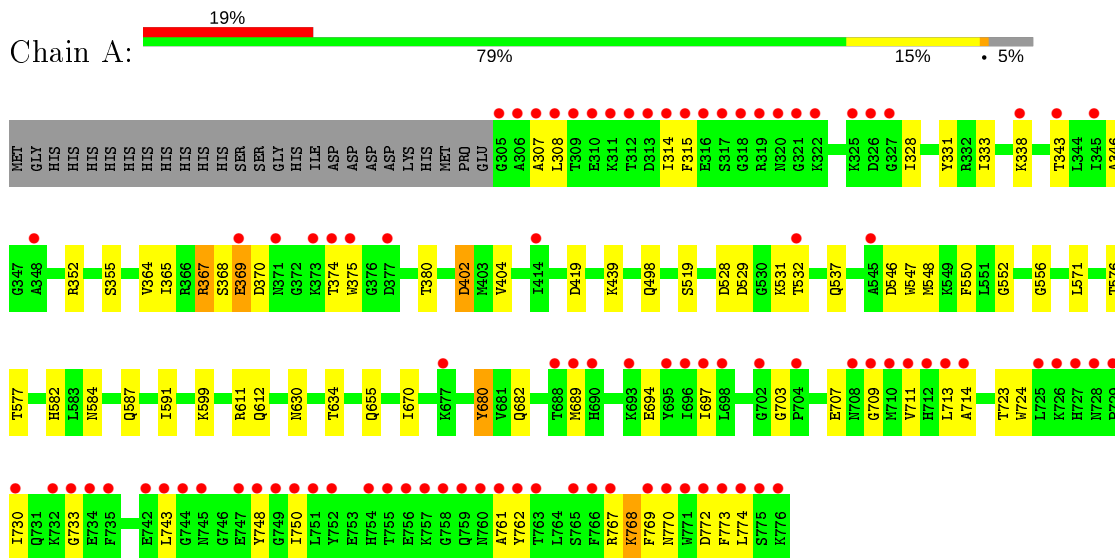 19%
Chain A:
79% 15% • 5%
MET GLY HIS HIS HIS HIS HIS HIS HIS HIS HIS HIS SER SER GLY HIS ILE ASP ASP ASP ASP LYS HIS MET PRO GLU G305 A306 A307 L308 T309 E310 K311 T312 D313 I314 F315 E316 S317 G318 R319 N320 G321 K322 K325 D326 G327 I328 Y331 R332 I333 K338 T343 L344 I345 A346
G347 A348 R352 S355 V364 I365 R366 R367 S368 E369 D370 N371 G372 K373 T374 W375 G376 D377 T380 D402 M403 V404 I414 D419 K439 Q498 S519 D528 D529 G530 K531 T532 Q537 A545 D546 W547 M548 K549 F550 L551 G552 G556 L571 T576
T577 H582 L583 N584 Q587 I591 K599 R611 Q612 N630 T634 Q655 I670 K677 Y680 V681 Q682 T688 M689 H690 K693 E694 Y695 I696 I697 L698 G702 G703 P704 E707 N708 G709 M710 V711 H712 L713 A714 T723 W724 L725 K726 H727 N728
I730 Q731 K732 G733 E734 F735 E742 L743 G744 N745 G746 E747 Y748 G749 I750 L751 Y752 E753 H754 T755 E756 K757 G758 Q759 N760 A761 Y762 T763 L764 S765 F766 R767 K768 F769 N770 W771 D772 F773 L774 S775 K776